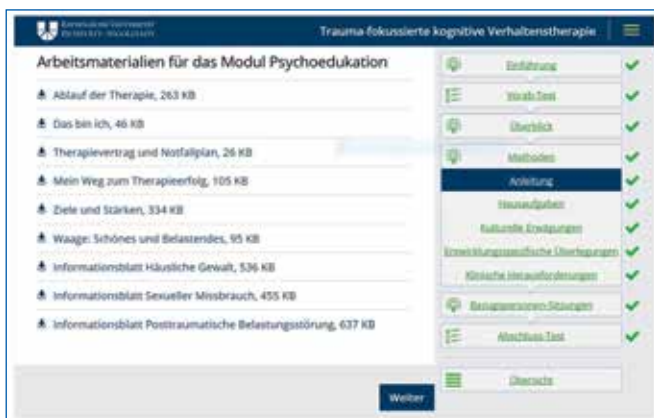 Trauma-fokussierte kognitive Verhaltenstherapie
Arbeitsmaterialien für das Modul Psychoedukation
Ablauf der Therapie, 263 KB
Das bin ich, 46 KB
Therapievertrag und Notfallplan, 26 KB
Mein Weg zum Therapieerfolg, 105 KB
Ziele und Stärken, 334 KB
Waage: Schönes und Belastendes, 95 KB
Informationsblatt Häusliche Gewalt, 536 KB
Informationsblatt Sexueller Missbrauch, 455 KB
Informationsblatt Posttraumatische Belastungsstörung, 637 KB
Weiter
Einführung
Vorab-Test
Überblick
Methoden
Anleitung
Hausaufgaben
Kulturelle Erwägungen
Entwicklungsspezifische Überlegungen
Klinische Herausforderungen
Bezugspersonen-Sitzungen
Abschluss-Test
Übersicht